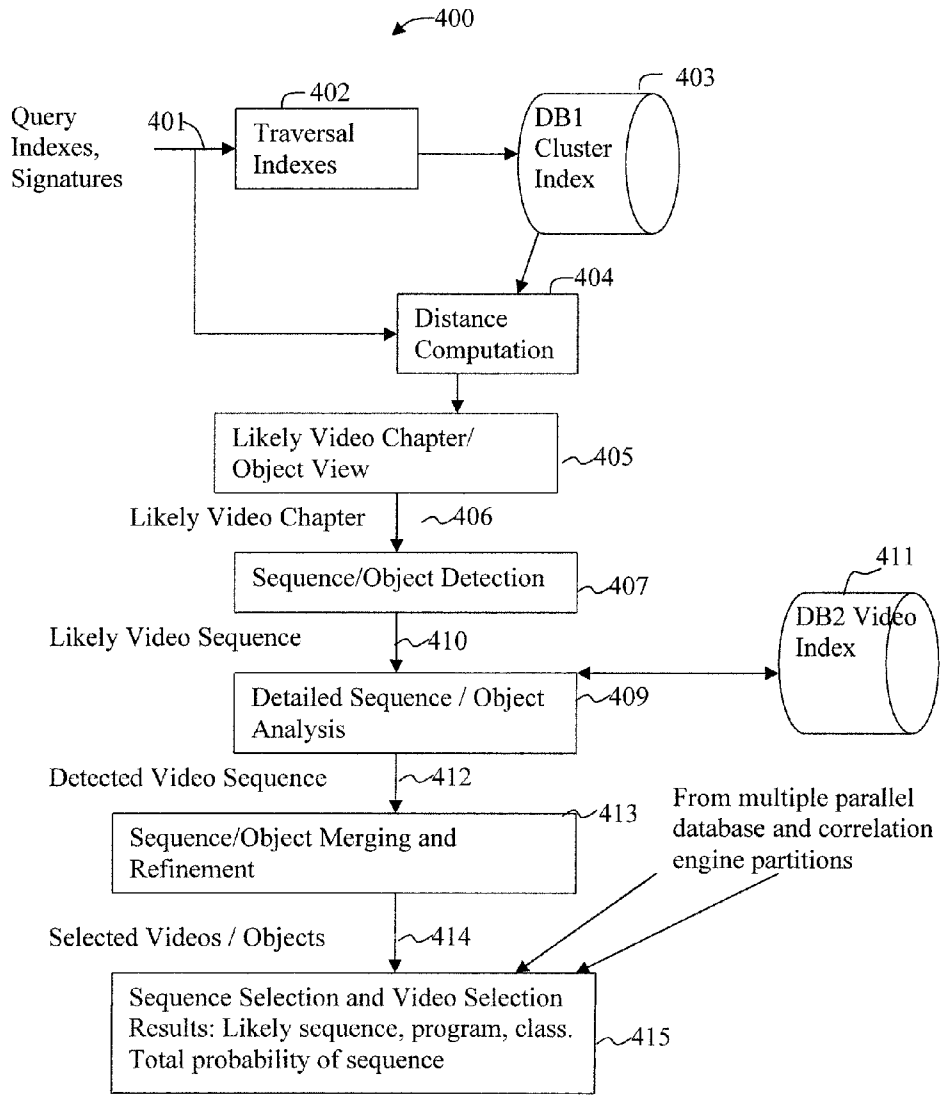 400
Query
Indexes,
Signatures
401
402
Traversal
Indexes
403
DB1
Cluster
Index
404
Distance
Computation
Likely Video Chapter/
Object View
405
Likely Video Chapter
406
Sequence/Object Detection
407
411
DB2 Video
Index
Likely Video Sequence
410
Detailed Sequence / Object
Analysis
409
Detected Video Sequence
412
From multiple parallel
database and correlation
engine partitions
413
Sequence/Object Merging and
Refinement
Selected Videos / Objects
414
Sequence Selection and Video Selection
Results: Likely sequence, program, class.
Total probability of sequence
415